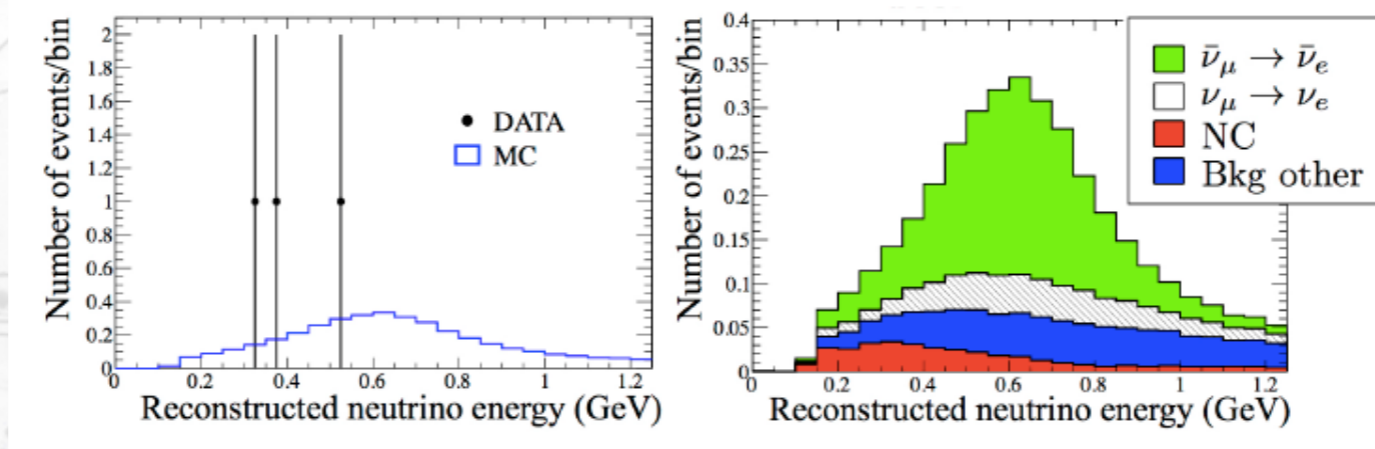 Number of events/bin
2
1.8
1.6
1.4
1.2
1
0.8
0.6
0.4
0.2
0
0 0.2 0.4 0.6 0.8 1 1.2
Reconstructed neutrino energy (GeV)
DATA
MC
Number of events/bin
0.4
0.35
0.3
0.25
0.2
0.15
0.1
0.05
0
0 0.2 0.4 0.6 0.8 1 1.2
Reconstructed neutrino energy (GeV)
ν̄μ → ν̄e
νμ → νe
NC
Bkg other